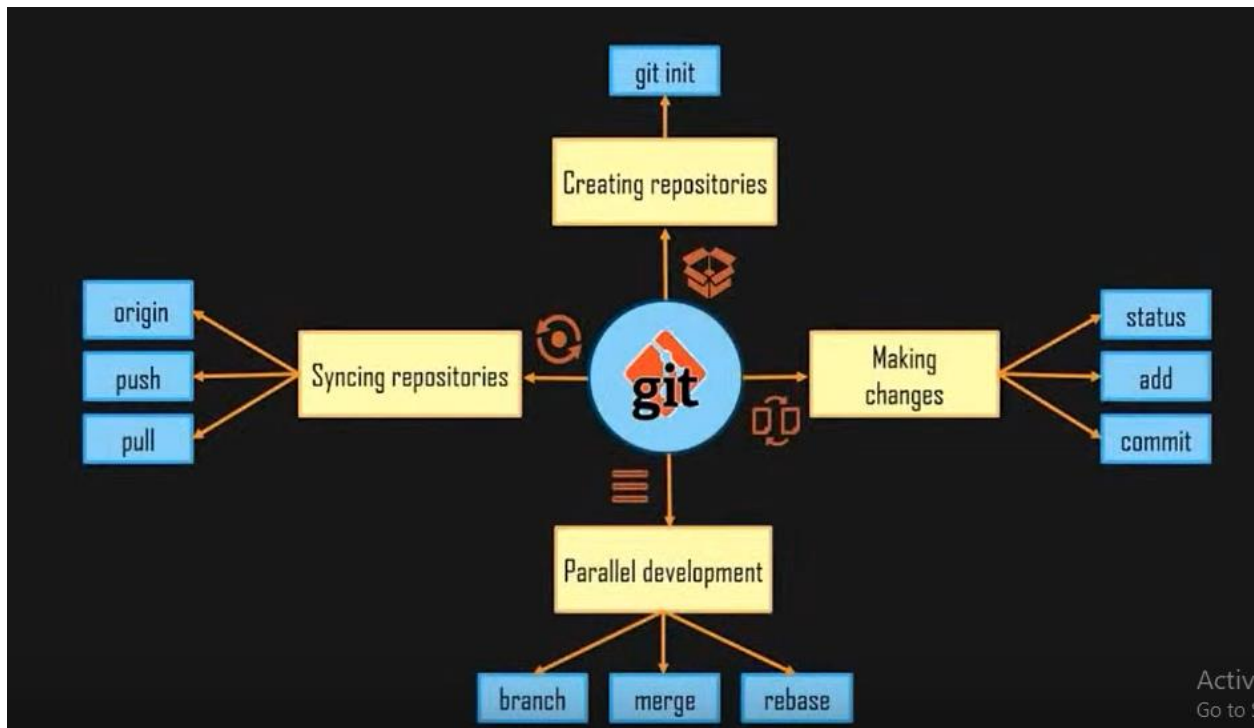 git init
Creating repositories
origin
push
pull
Syncing repositories
git
Making
changes
status
add
commit
Parallel development
branch
merge
rebase
Activ
Go to